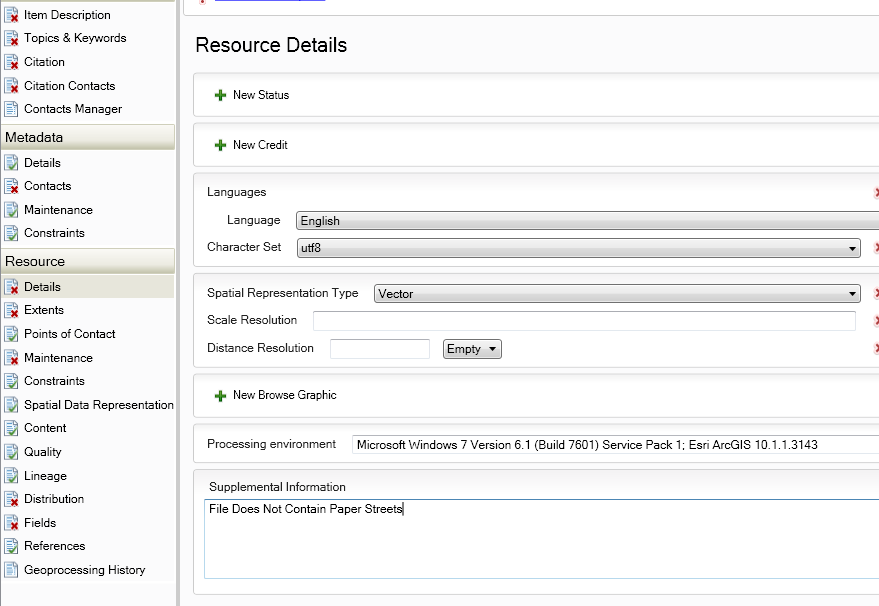 Item Description
Topics & Keywords
Citation
Citation Contacts
Contacts Manager
Metadata
Details
Contacts
Maintenance
Constraints
Resource
Details
Extents
Points of Contact
Maintenance
Constraints
Spatial Data Representation
Content
Quality
Lineage
Distribution
Fields
References
Geoprocessing History
Resource Details
New Status
New Credit
Languages
Language English
Character Set utf8
Spatial Representation Type Vector
Scale Resolution
Distance Resolution Empty
New Browse Graphic
Processing environment Microsoft Windows 7 Version 6.1 (Build 7601) Service Pack 1; Esri ArcGIS 10.1.1.3143
Supplemental Information
File Does Not Contain Paper Streets